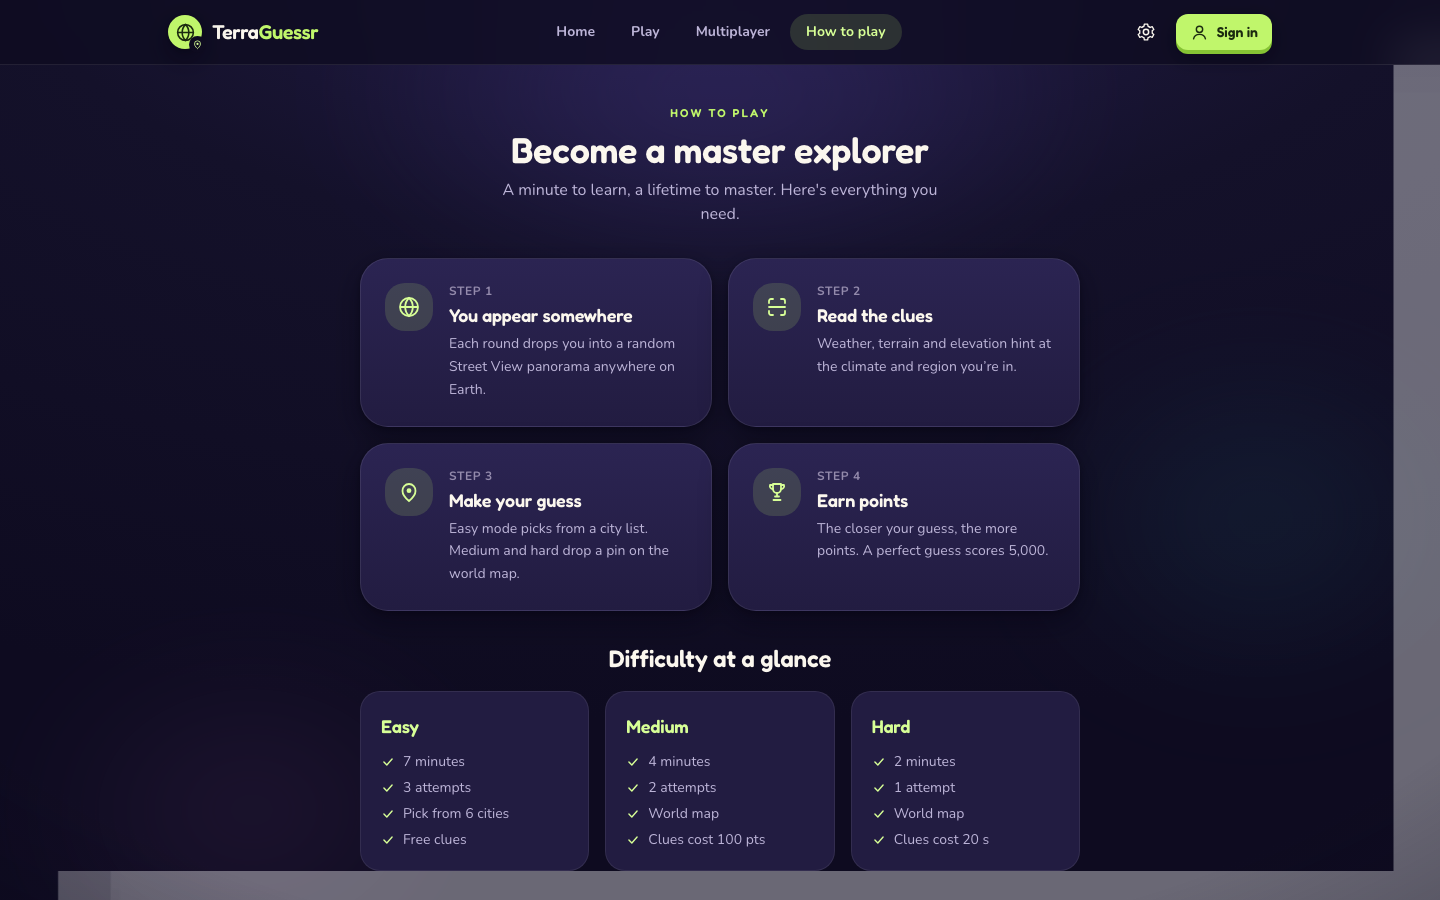 TerraGuessr
Home
Play
Multiplayer
How to play
Sign in
HOW TO PLAY
Become a master explorer
A minute to learn, a lifetime to master. Here's everything you
need.
STEP 1
You appear somewhere
Each round drops you into a random
Street View panorama anywhere on
Earth.
STEP 2
Read the clues
Weather, terrain and elevation hint at
the climate and region you’re in.
STEP 3
Make your guess
Easy mode picks from a city list.
Medium and hard drop a pin on the
world map.
STEP 4
Earn points
The closer your guess, the more
points. A perfect guess scores 5,000.
Difficulty at a glance
Easy
7 minutes
3 attempts
Pick from 6 cities
Free clues
Medium
4 minutes
2 attempts
World map
Clues cost 100 pts
Hard
2 minutes
1 attempt
World map
Clues cost 20 s